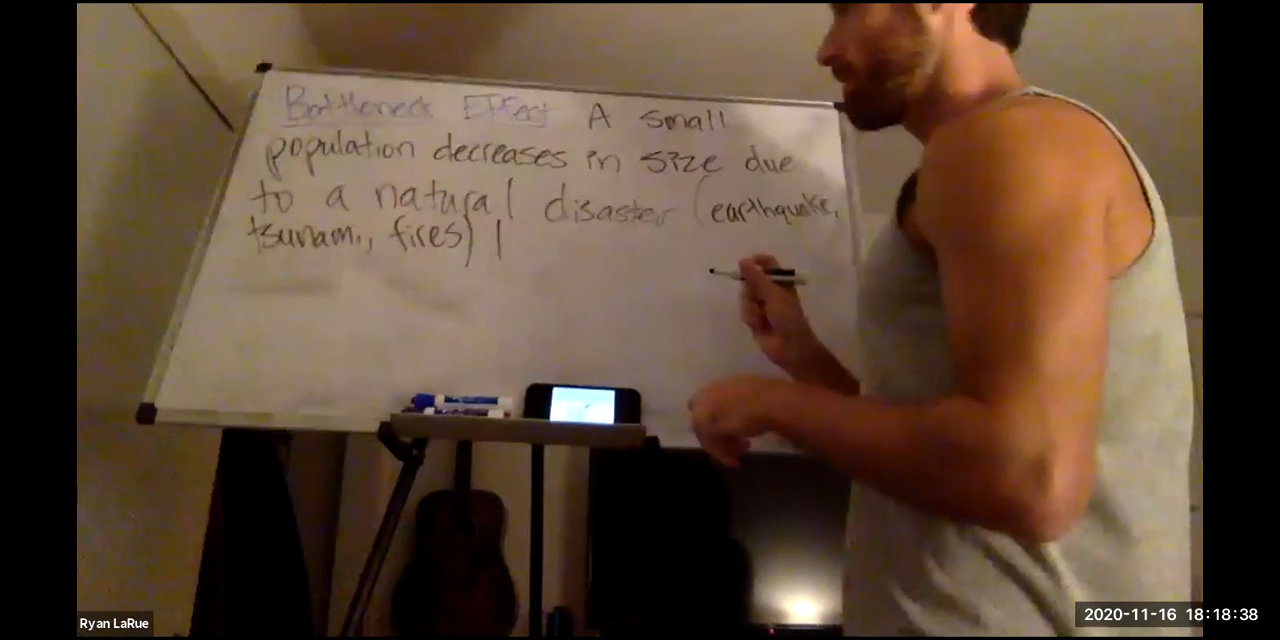 Bottleneck Effect A small
population decreases in size due
to a natural disaster (earthquake,
tsunami, fires) |
Ryan LaRue
2020-11-16 18:18:38